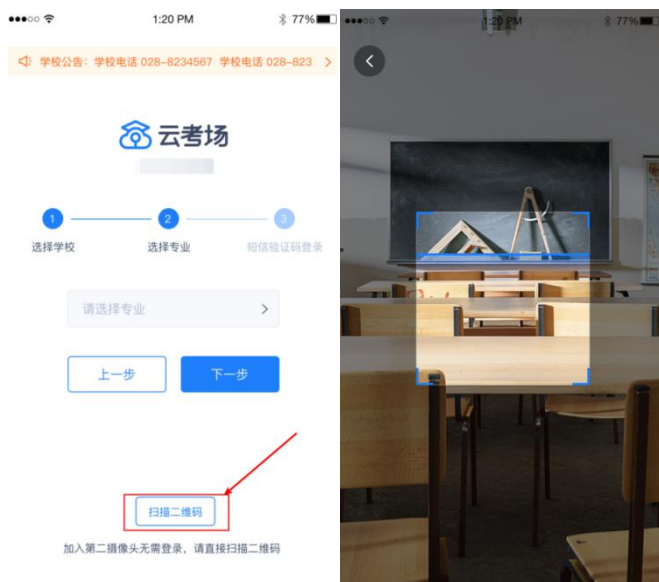 1:20 PM
77%
学校公告：学校电话 028-8234567 学校电话 028-823
云考场
1
2
3
选择学校
选择专业
短信验证码登录
请选择专业
上一步
下一步
扫描二维码
加入第二摄像头无需登录，请直接扫描二维码
1:20 PM
77%